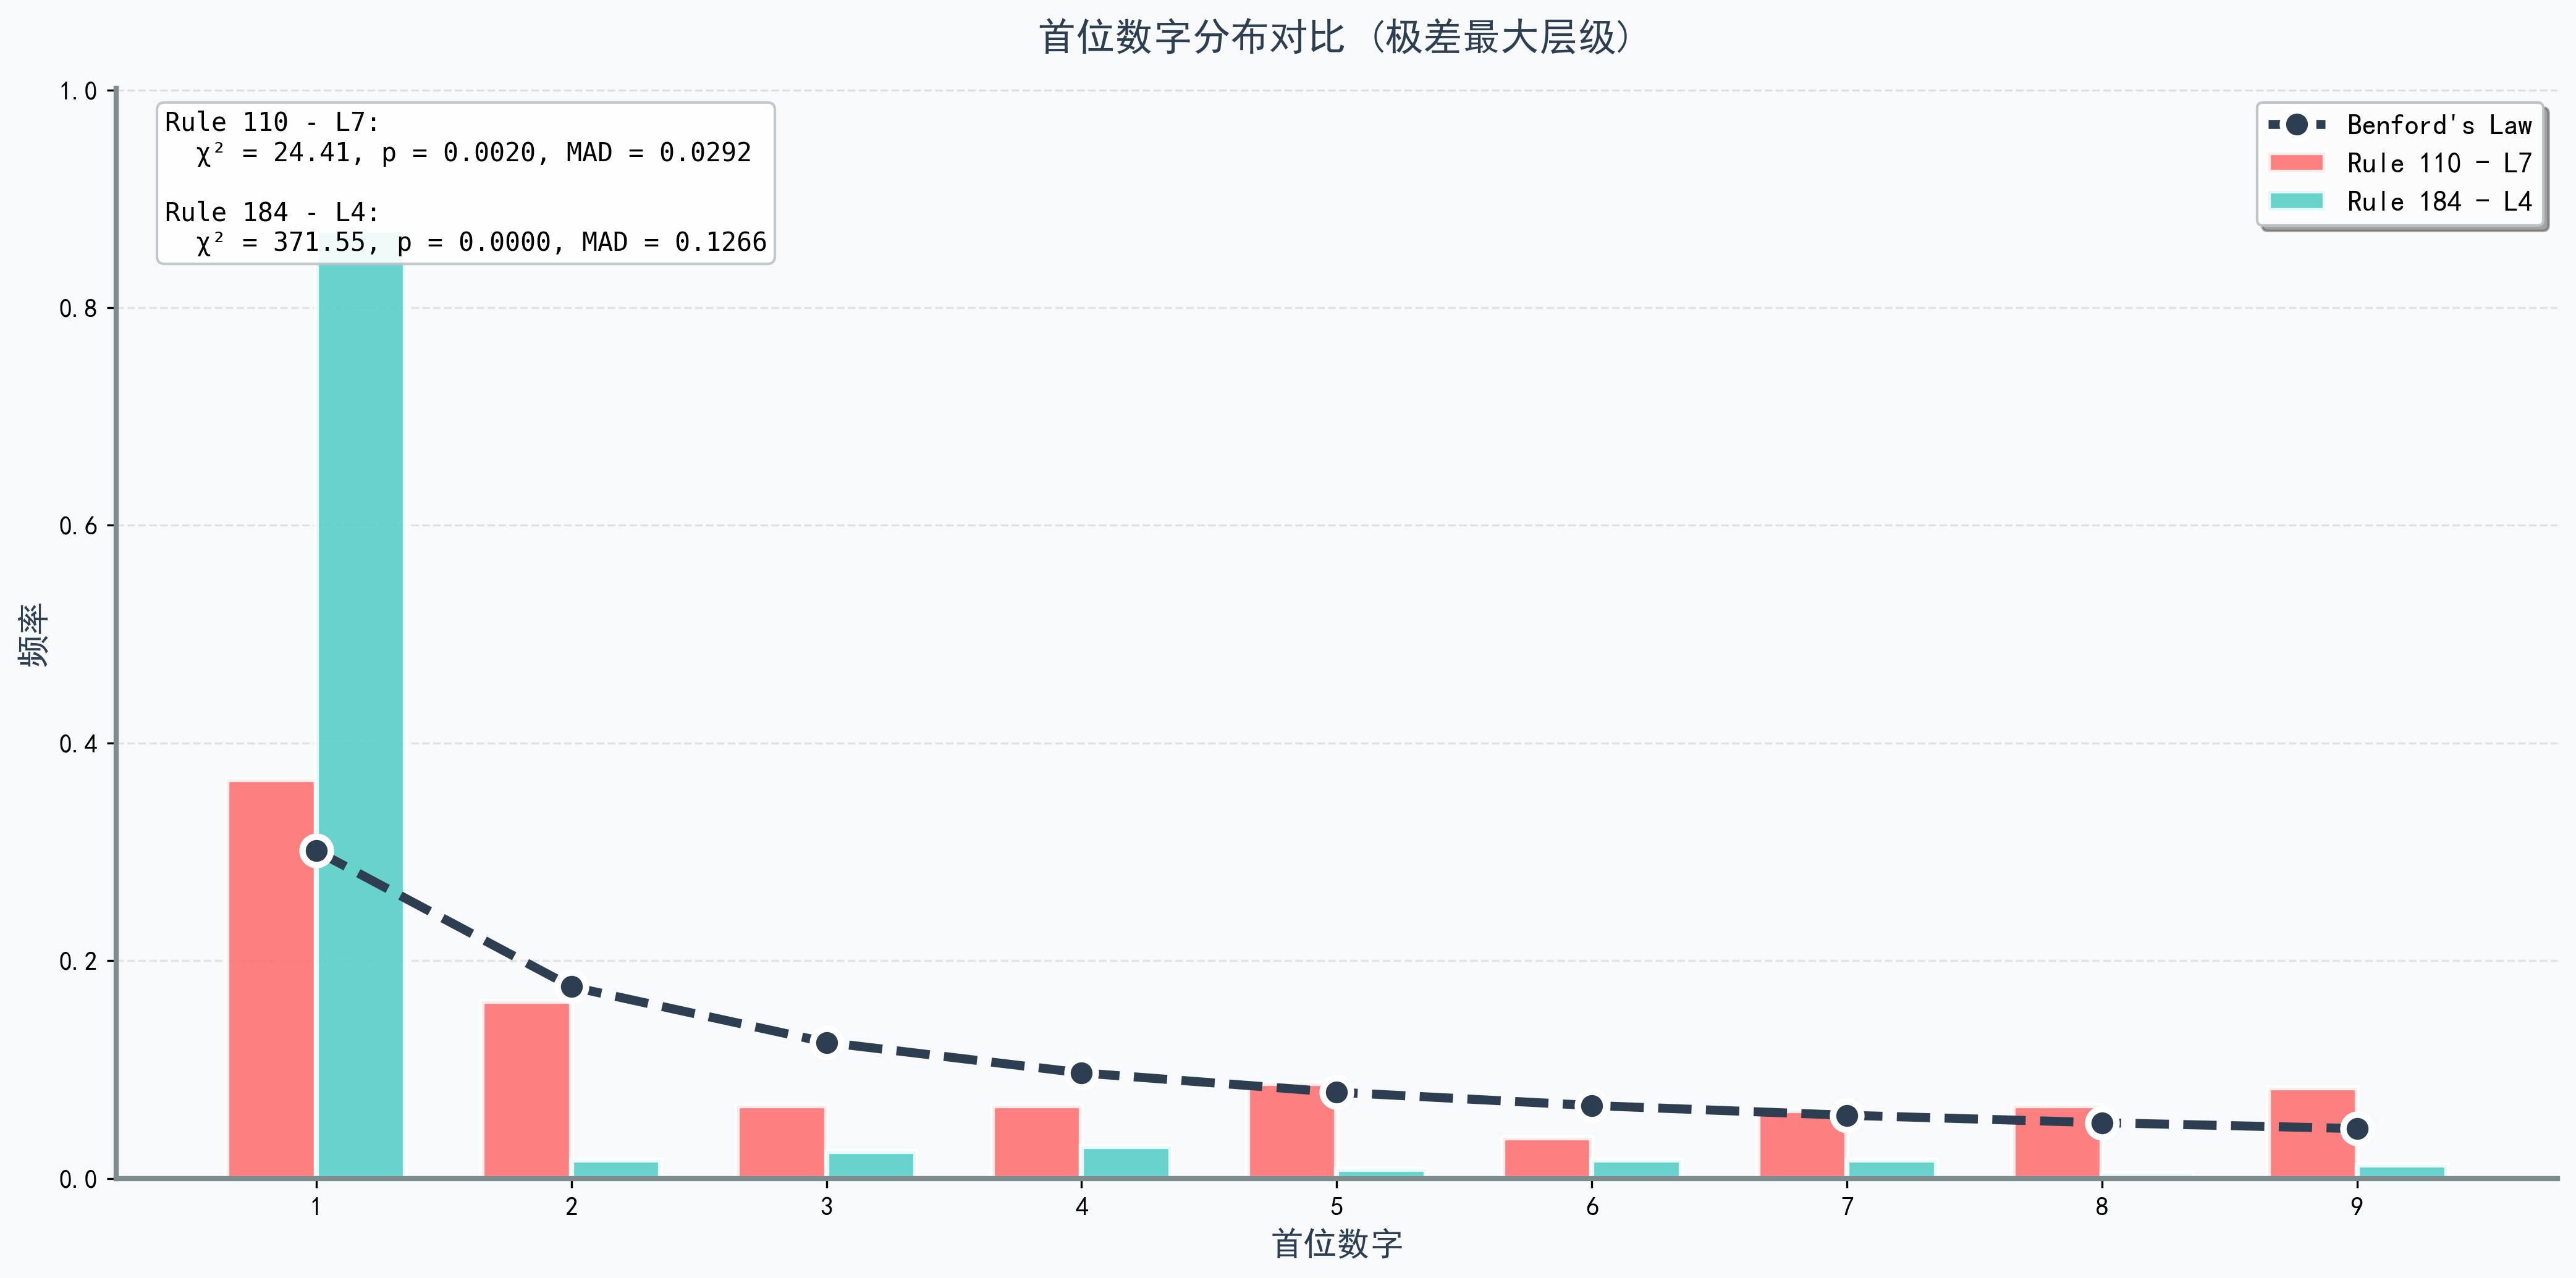 首位数字分布对比 (极差最大层级)
Rule 110 - L7:
χ² = 24.41, p = 0.0020, MAD = 0.0292
Rule 184 - L4:
χ² = 371.55, p = 0.0000, MAD = 0.1266
Benford's Law
Rule 110 - L7
Rule 184 - L4
频率
1.0
0.8
0.6
0.4
0.2
0.0
1 2 3 4 5 6 7 8 9
首位数字